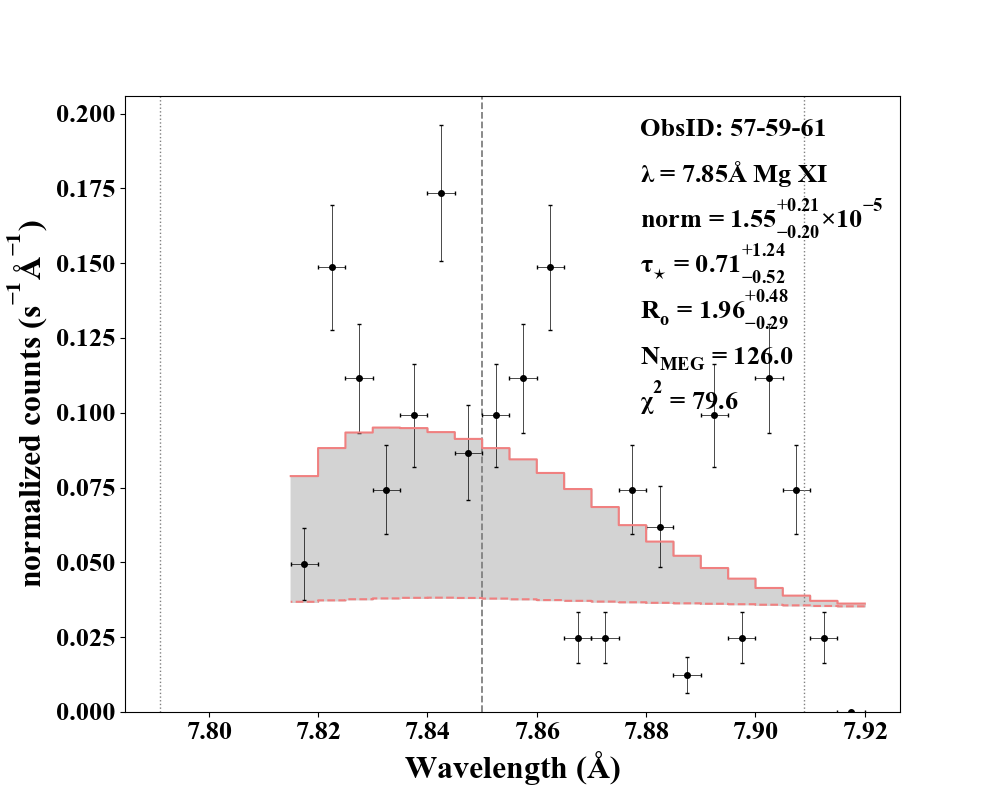 normalized counts (s⁻¹ Å⁻¹)
0.200
0.175
0.150
0.125
0.100
0.075
0.050
0.025
0.000
ObsID: 57-59-61
λ = 7.85Å Mg XI
norm = 1.55 +0.21 −0.20 ×10⁻⁵
τ⋆ = 0.71 +1.24 −0.52
Rₒ = 1.96 +0.48 −0.29
N_MEG = 126.0
χ² = 79.6
7.80 7.82 7.84 7.86 7.88 7.90 7.92
Wavelength (Å)